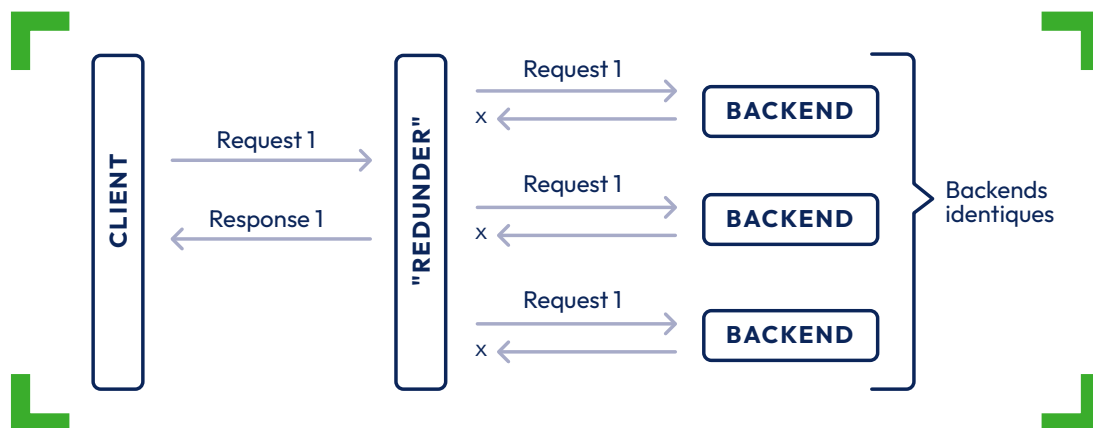 CLIENT
Request 1
Response 1
"REDUNDER"
Request 1
x
BACKEND
Request 1
x
BACKEND
Request 1
x
BACKEND
Backends
identiques